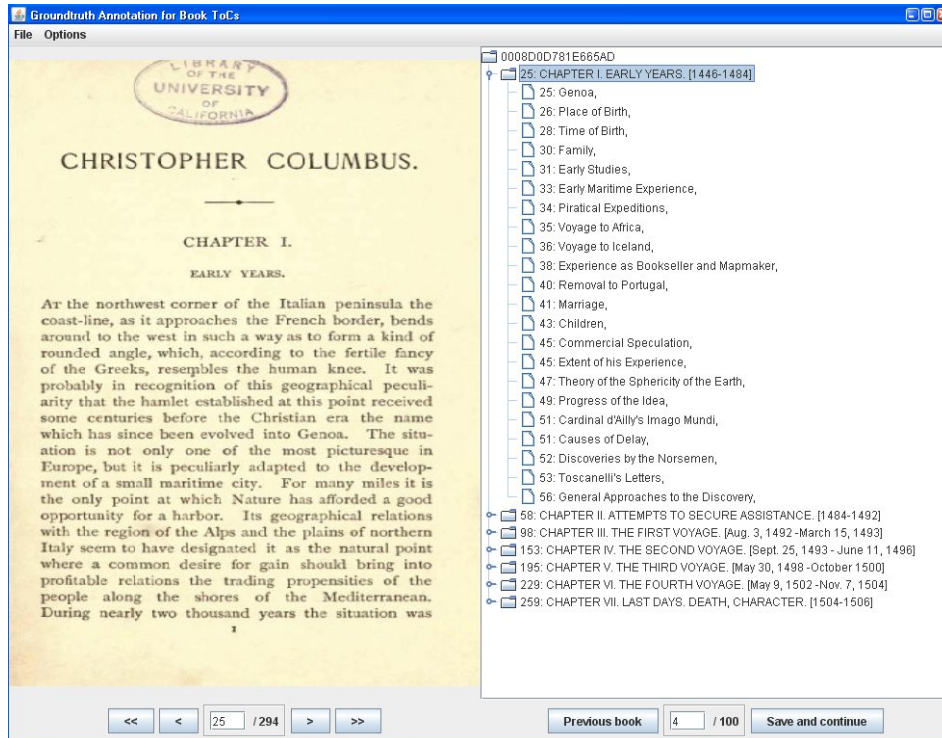 Groundtruth Annotation for Book ToCs
File Options
LIBRARY
OF THE
UNIVERSITY
OF
CALIFORNIA
CHRISTOPHER COLUMBUS.
CHAPTER I.
EARLY YEARS.
At the northwest corner of the Italian peninsula the
coast-line, as it approaches the French border, bends
around to the west in such a way as to form a kind of
rounded angle, which, according to the fertile fancy
of the Greeks, resembles the human knee. It was
probably in recognition of this geographical peculi-
arity that the hamlet established at this point received
some centuries before the Christian era the name
which has since been evolved into Genoa. The situ-
ation is not only one of the most picturesque in
Europe, but it is peculiarly adapted to the develop-
ment of a small maritime city. For many miles it is
the only point at which Nature has afforded a good
opportunity for a harbor. Its geographical relations
with the region of the Alps and the plains of northern
Italy seem to have designated it as the natural point
where a common desire for gain should bring into
profitable relations the trading propensities of the
people along the shores of the Mediterranean.
During nearly two thousand years the situation was
1
<< < 25 / 294 > >>
0008D0D781E665AD
25: CHAPTER I. EARLY YEARS. [1446-1484]
25: Genoa,
26: Place of Birth,
28: Time of Birth,
30: Family,
31: Early Studies,
33: Early Maritime Experience,
34: Piratical Expeditions,
35: Voyage to Africa,
36: Voyage to Iceland,
38: Experience as Bookseller and Mapmaker,
40: Removal to Portugal,
41: Marriage,
43: Children,
45: Commercial Speculation,
45: Extent of his Experience,
47: Theory of the Sphericity of the Earth,
49: Progress of the Idea,
51: Cardinal d'Ailly's Imago Mundi,
51: Causes of Delay,
52: Discoveries by the Norsemen,
53: Toscanelli's Letters,
56: General Approaches to the Discovery,
58: CHAPTER II. ATTEMPTS TO SECURE ASSISTANCE. [1484-1492]
98: CHAPTER III. THE FIRST VOYAGE. [Aug. 3, 1492 -March 15, 1493]
153: CHAPTER IV. THE SECOND VOYAGE. [Sept. 25, 1493 - June 11, 1496]
195: CHAPTER V. THE THIRD VOYAGE. [May 30, 1498 -October 1500]
229: CHAPTER VI. THE FOURTH VOYAGE. [May 9, 1502 -Nov. 7, 1504]
259: CHAPTER VII. LAST DAYS. DEATH, CHARACTER. [1504-1506]
Previous book 4 / 100 Save and continue